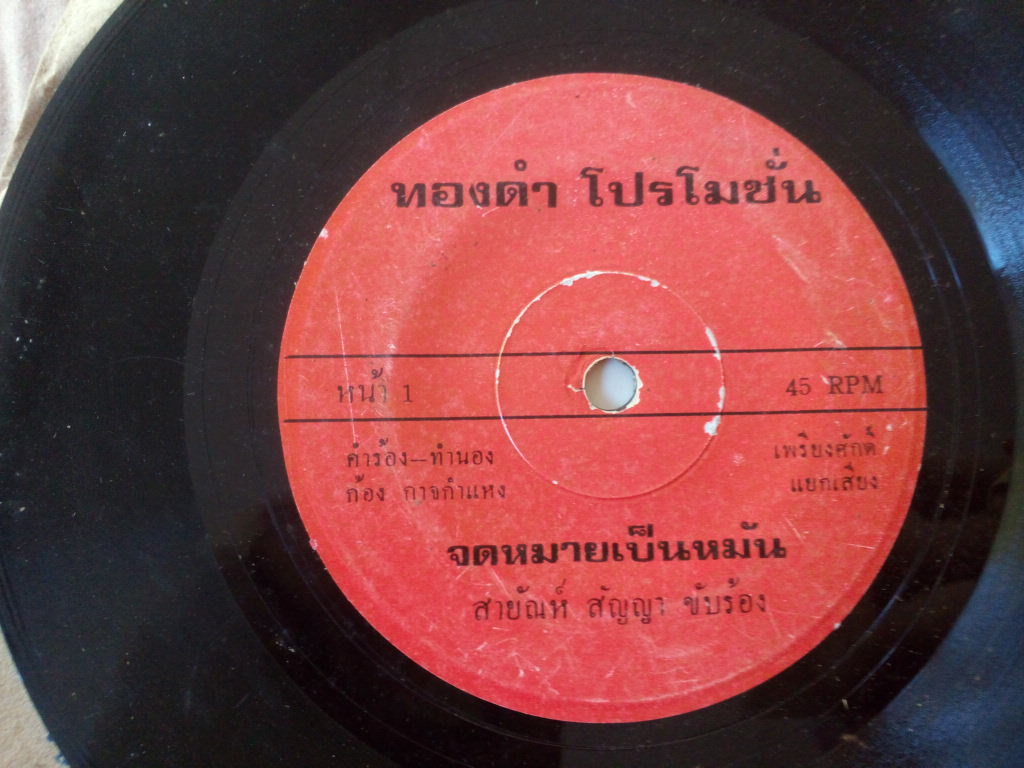 ทองดำ โปรโมชั่น
หน้า 1
45 RPM
คำร้อง-ทำนอง
ก้อง กาจกำแหง
เพรียงศักดิ์
แยกเสียง
จดหมายเป็นหมัน
สายัณห์ สัญญา ขับร้อง